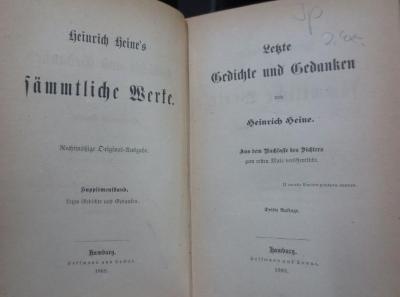 Heinrich Heine's
sämmtliche Werke.
Rechtmäßige Original-Ausgabe.
Supplementband.
Letzte Gedichte und Gedanken.
Hamburg.
Hoffmann und Campe.
Letzte
Gedichte und Gedanken
von
Heinrich Heine.
Aus dem Nachlasse des Dichters
zum ersten Male veröffentlicht.
Dritte Auflage.
Hamburg.
Hoffmann und Campe.